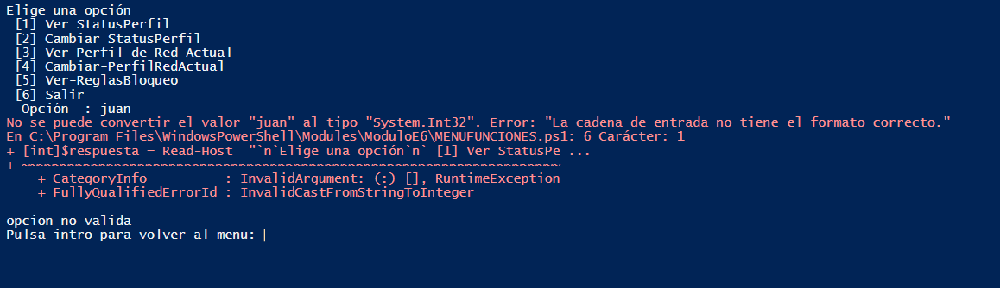 Elige una opción
[1] Ver StatusPerfil
[2] Cambiar StatusPerfil
[3] Ver Perfil de Red Actual
[4] Cambiar-PerfilRedActual
[5] Ver-ReglasBloqueo
[6] Salir
Opción  : juan
No se puede convertir el valor "juan" al tipo "System.Int32". Error: "La cadena de entrada no tiene el formato correcto."
En C:\Program Files\WindowsPowerShell\Modules\ModuloE6\MENUFUNCIONES.ps1: 6 Carácter: 1
+ [int]$respuesta = Read-Host  "`n`Elige una opción`n` [1] Ver StatusPe ...
+ ~~~~~~~~~~~~~~~~~~~~~~~~~~~~~~~~~~~~~~~~~~~~~~~~~~~~~~~~~~~~~~~~~~~~~
+ CategoryInfo          : InvalidArgument: (:) [], RuntimeException
+ FullyQualifiedErrorId : InvalidCastFromStringToInteger
opcion no valida
Pulsa intro para volver al menu: